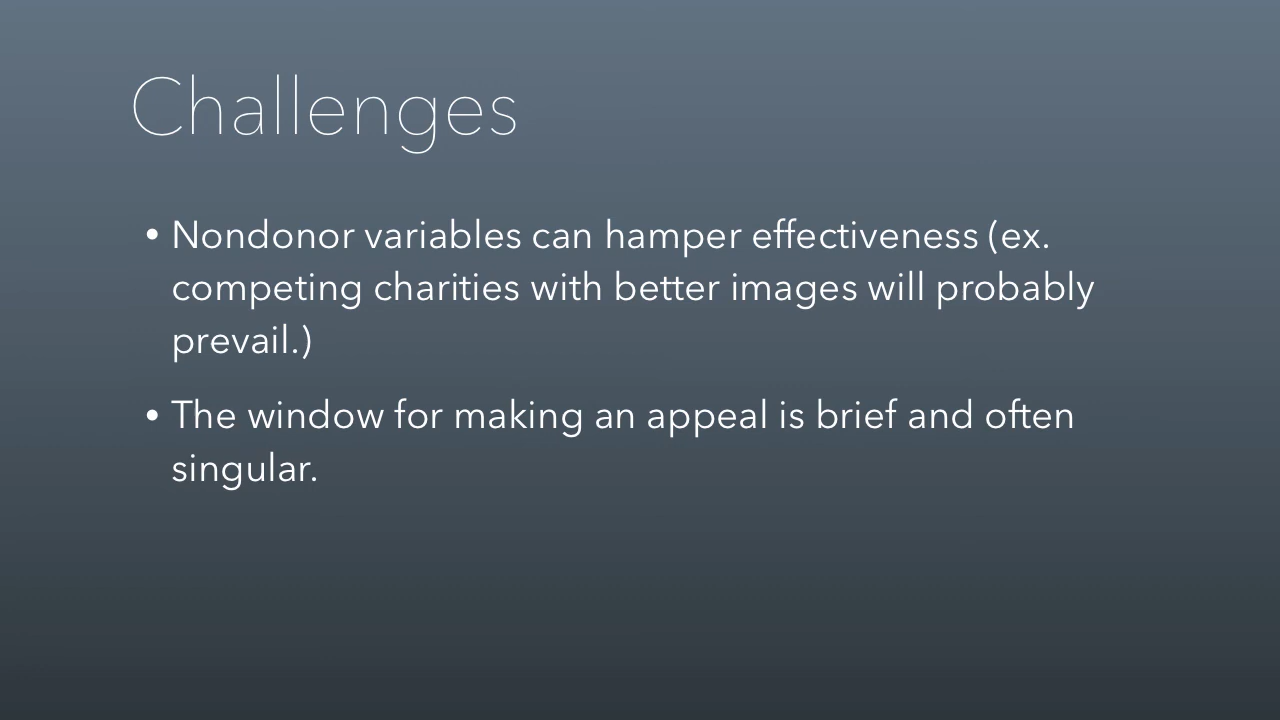 Challenges
• Nondonor variables can hamper effectiveness (ex.
competing charities with better images will probably
prevail.)
• The window for making an appeal is brief and often
singular.